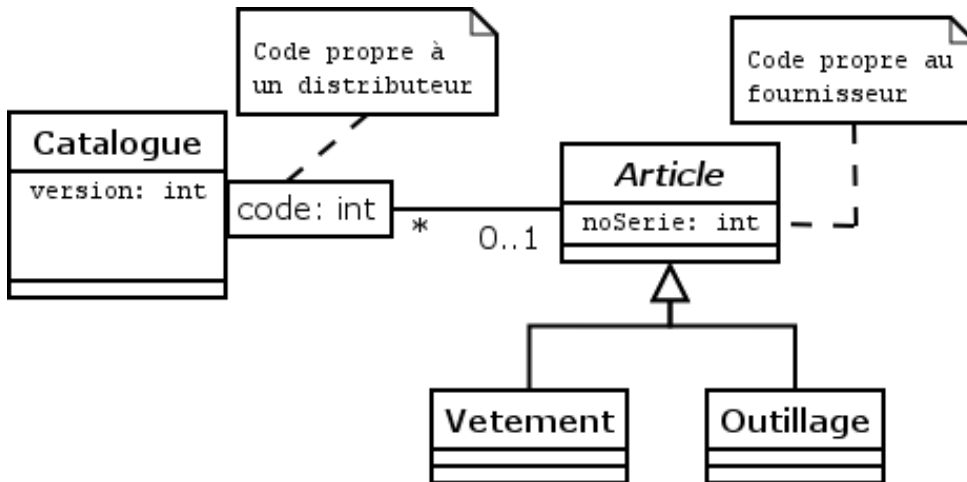 Code propre à
un distributeur
Code propre au
fournisseur
Catalogue
version: int
code: int
*
0..1
Article
noSerie: int
Vetement
Outillage